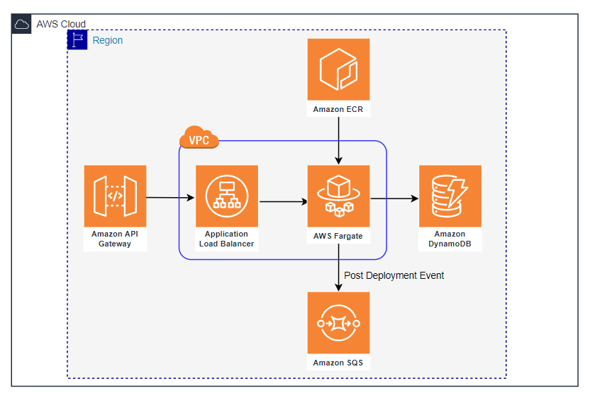 AWS Cloud
Region
Amazon ECR
VPC
Amazon API
Gateway
Application
Load Balancer
AWS Fargate
Amazon
DynamoDB
Post Deployment Event
Amazon SQS